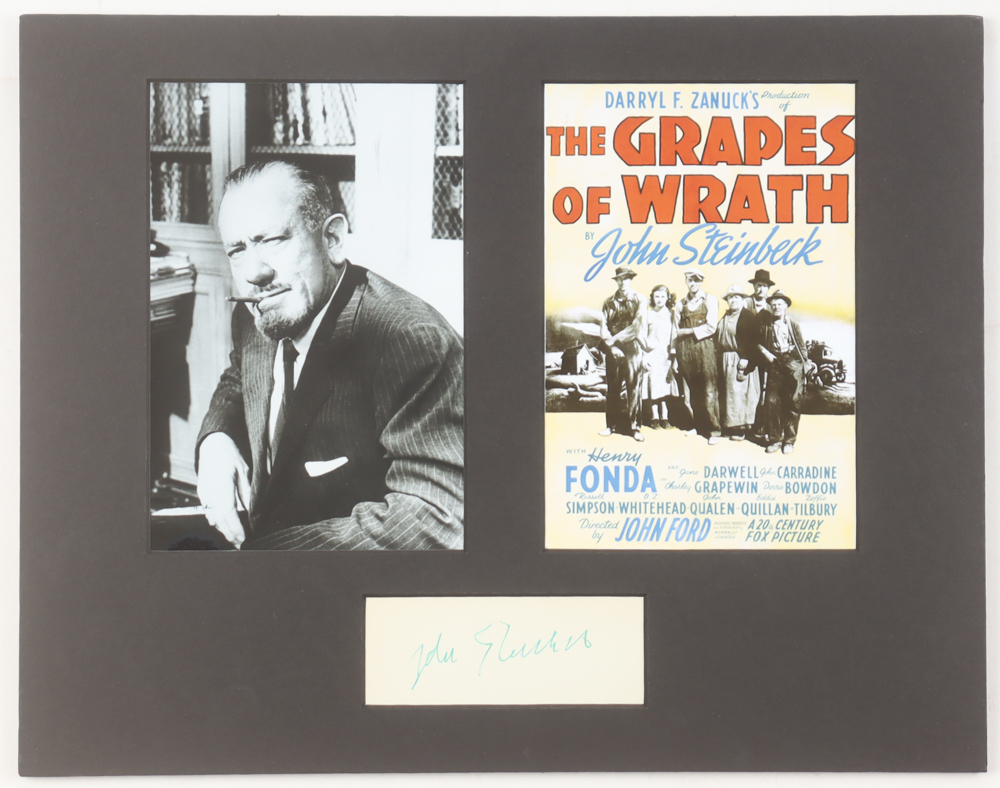 DARRYL F. ZANUCK'S Production of
THE GRAPES
OF WRATH
BY John Steinbeck
WITH Henry FONDA
AND Jane DARWELL John CARRADINE
Charley GRAPEWIN Dorris BOWDON
Russell SIMPSON-O.Z. WHITEHEAD-John QUALEN-Eddie QUILLAN-Zeffie TILBURY
Directed by JOHN FORD
A 20th CENTURY
FOX PICTURE
John Steinbeck